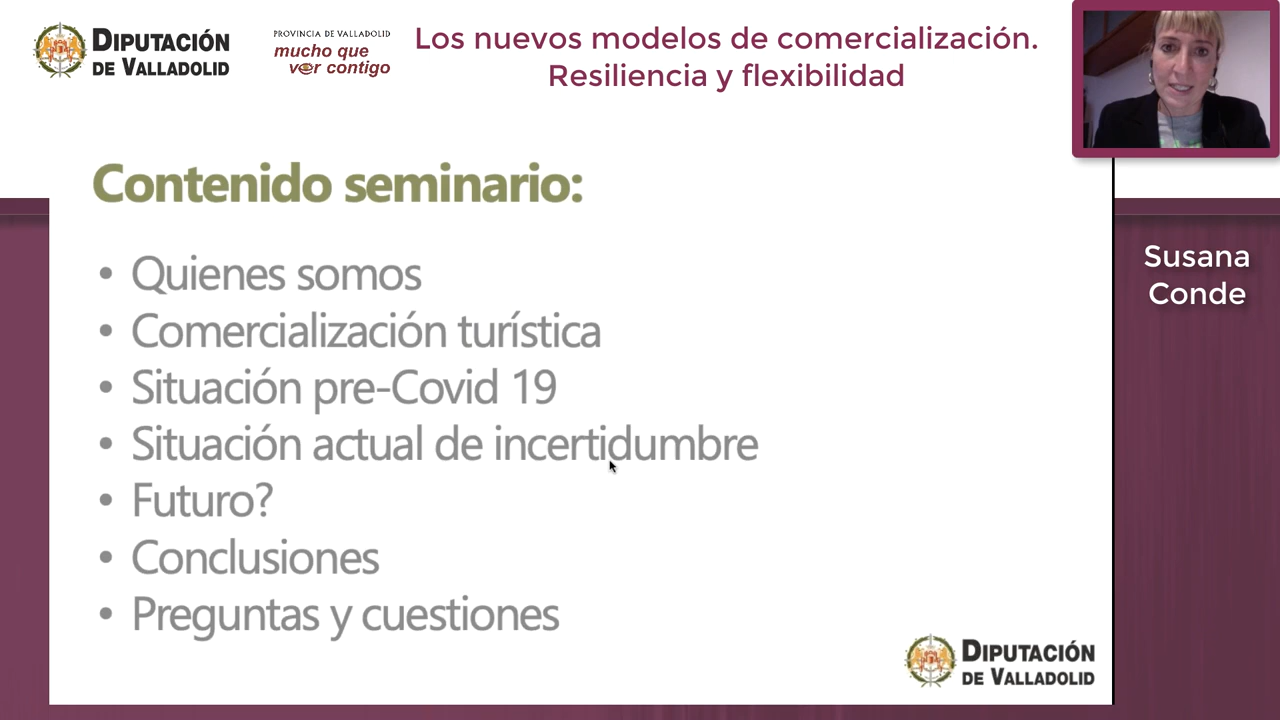 DIPUTACIÓN
DE VALLADOLID
PROVINCIA DE VALLADOLID
mucho que
ver contigo
Los nuevos modelos de comercialización.
Resiliencia y flexibilidad
Contenido seminario:
• Quienes somos
• Comercialización turística
• Situación pre-Covid 19
• Situación actual de incertidumbre
• Futuro?
• Conclusiones
• Preguntas y cuestiones
Susana
Conde
DIPUTACIÓN
DE VALLADOLID